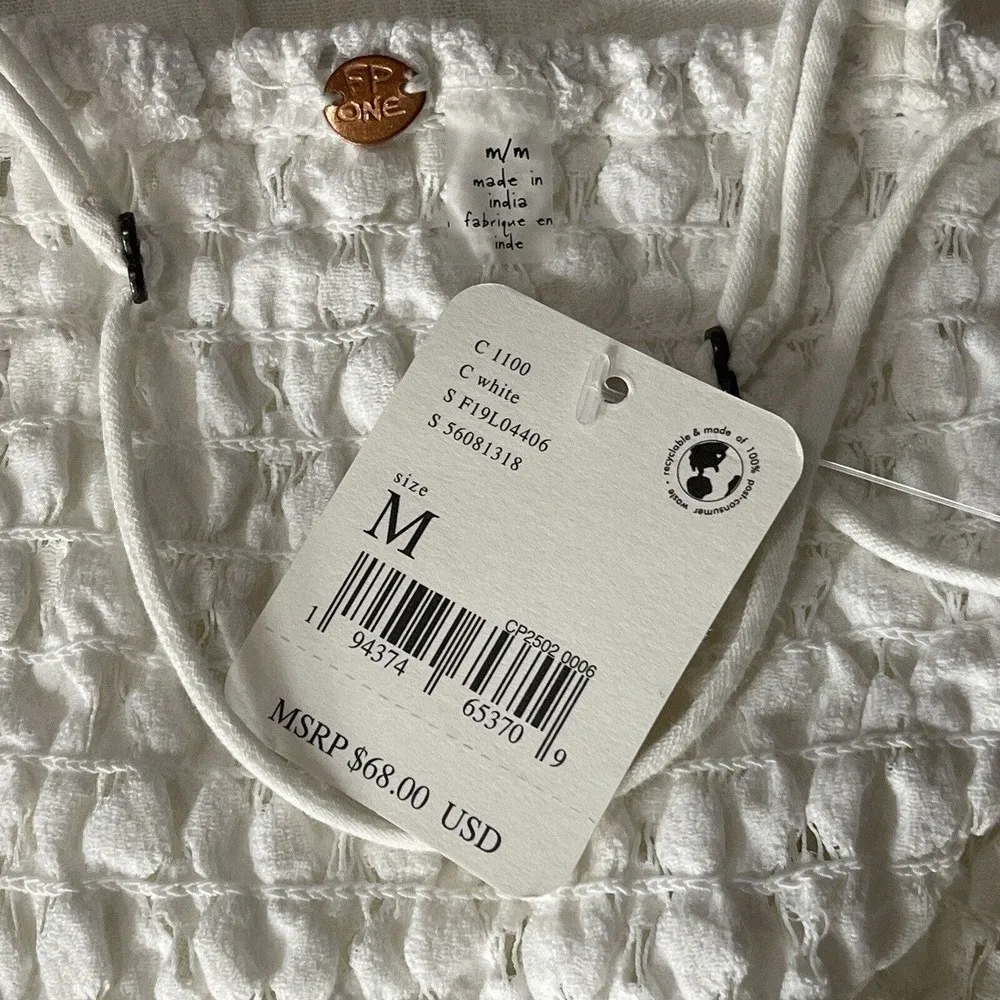 FP
ONE
m/m
made in
india
fabrique en
inde
C 1100
C white
S F19L04406
S 56081318
recyclable & made of 100% post-consumer waste •
size
M
CP2502 0006
1 94374 65370 9
MSRP $68.00 USD